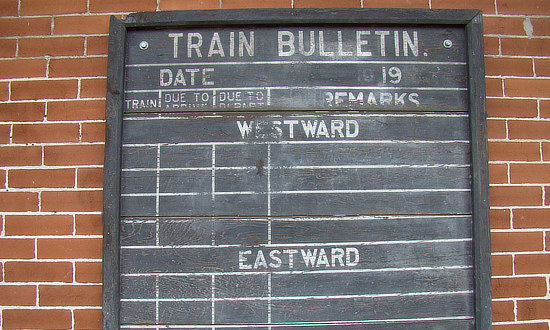 TRAIN BULLETIN.
DATE 19
TRAIN DUE TO ARRIVE DUE TO DEPART REMARKS
WESTWARD
EASTWARD